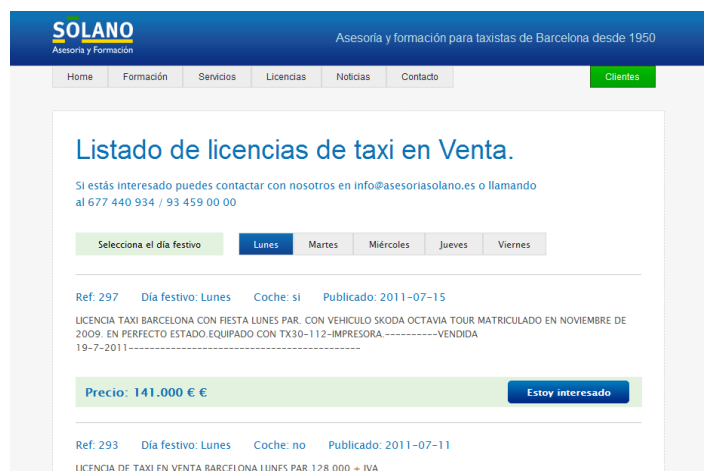 SOLANO
Asesoría y Formación
Asesoría y formación para taxistas de Barcelona desde 1950
Home Formación Servicios Licencias Noticias Contacto Clientes
Listado de licencias de taxi en Venta.
Si estás interesado puedes contactar con nosotros en info@asesoriasolano.es o llamando
al 677 440 934 / 93 459 00 00
Selecciona el día festivo Lunes Martes Miércoles Jueves Viernes
Ref: 297 Día festivo: Lunes Coche: si Publicado: 2011-07-15
LICENCIA TAXI BARCELONA CON FIESTA LUNES PAR. CON VEHICULO SKODA OCTAVIA TOUR MATRICULADO EN NOVIEMBRE DE
2009. EN PERFECTO ESTADO.EQUIPADO CON TX30-112-IMPRESORA.----------VENDIDA
19-7-2011--------------------------------------------
Precio: 141.000 € € Estoy interesado
Ref: 293 Día festivo: Lunes Coche: no Publicado: 2011-07-11
LICENCIA DE TAXI EN VENTA BARCELONA LUNES PAR 128.000 + IVA